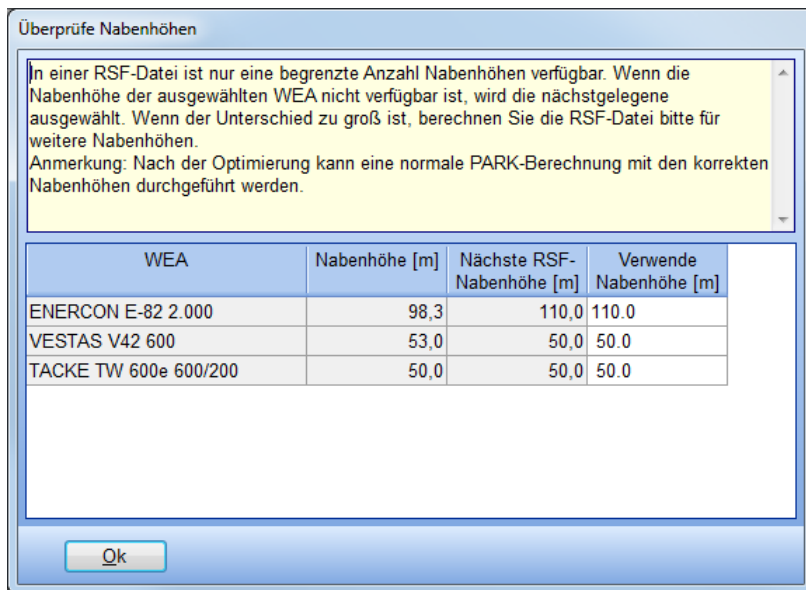 Überprüfe Nabenhöhen
In einer RSF-Datei ist nur eine begrenzte Anzahl Nabenhöhen verfügbar. Wenn die
Nabenhöhe der ausgewählten WEA nicht verfügbar ist, wird die nächstgelegene
ausgewählt. Wenn der Unterschied zu groß ist, berechnen Sie die RSF-Datei bitte für
weitere Nabenhöhen.
Anmerkung: Nach der Optimierung kann eine normale PARK-Berechnung mit den korrekten
Nabenhöhen durchgeführt werden.
WEA Nabenhöhe [m] Nächste RSF- Verwende
Nabenhöhe [m] Nabenhöhe [m]
ENERCON E-82 2.000 98,3 110,0 110.0
VESTAS V42 600 53,0 50,0 50.0
TACKE TW 600e 600/200 50,0 50,0 50.0
Ok